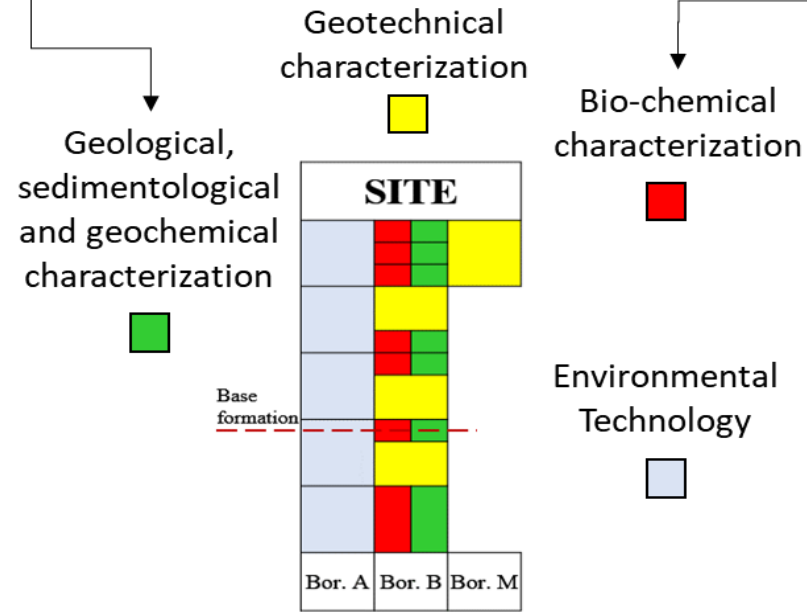 Geotechnical
characterization
Bio-chemical
characterization
Geological,
sedimentological
and geochemical
characterization
SITE
Base
formation
Environmental
Technology
Bor. A
Bor. B
Bor. M